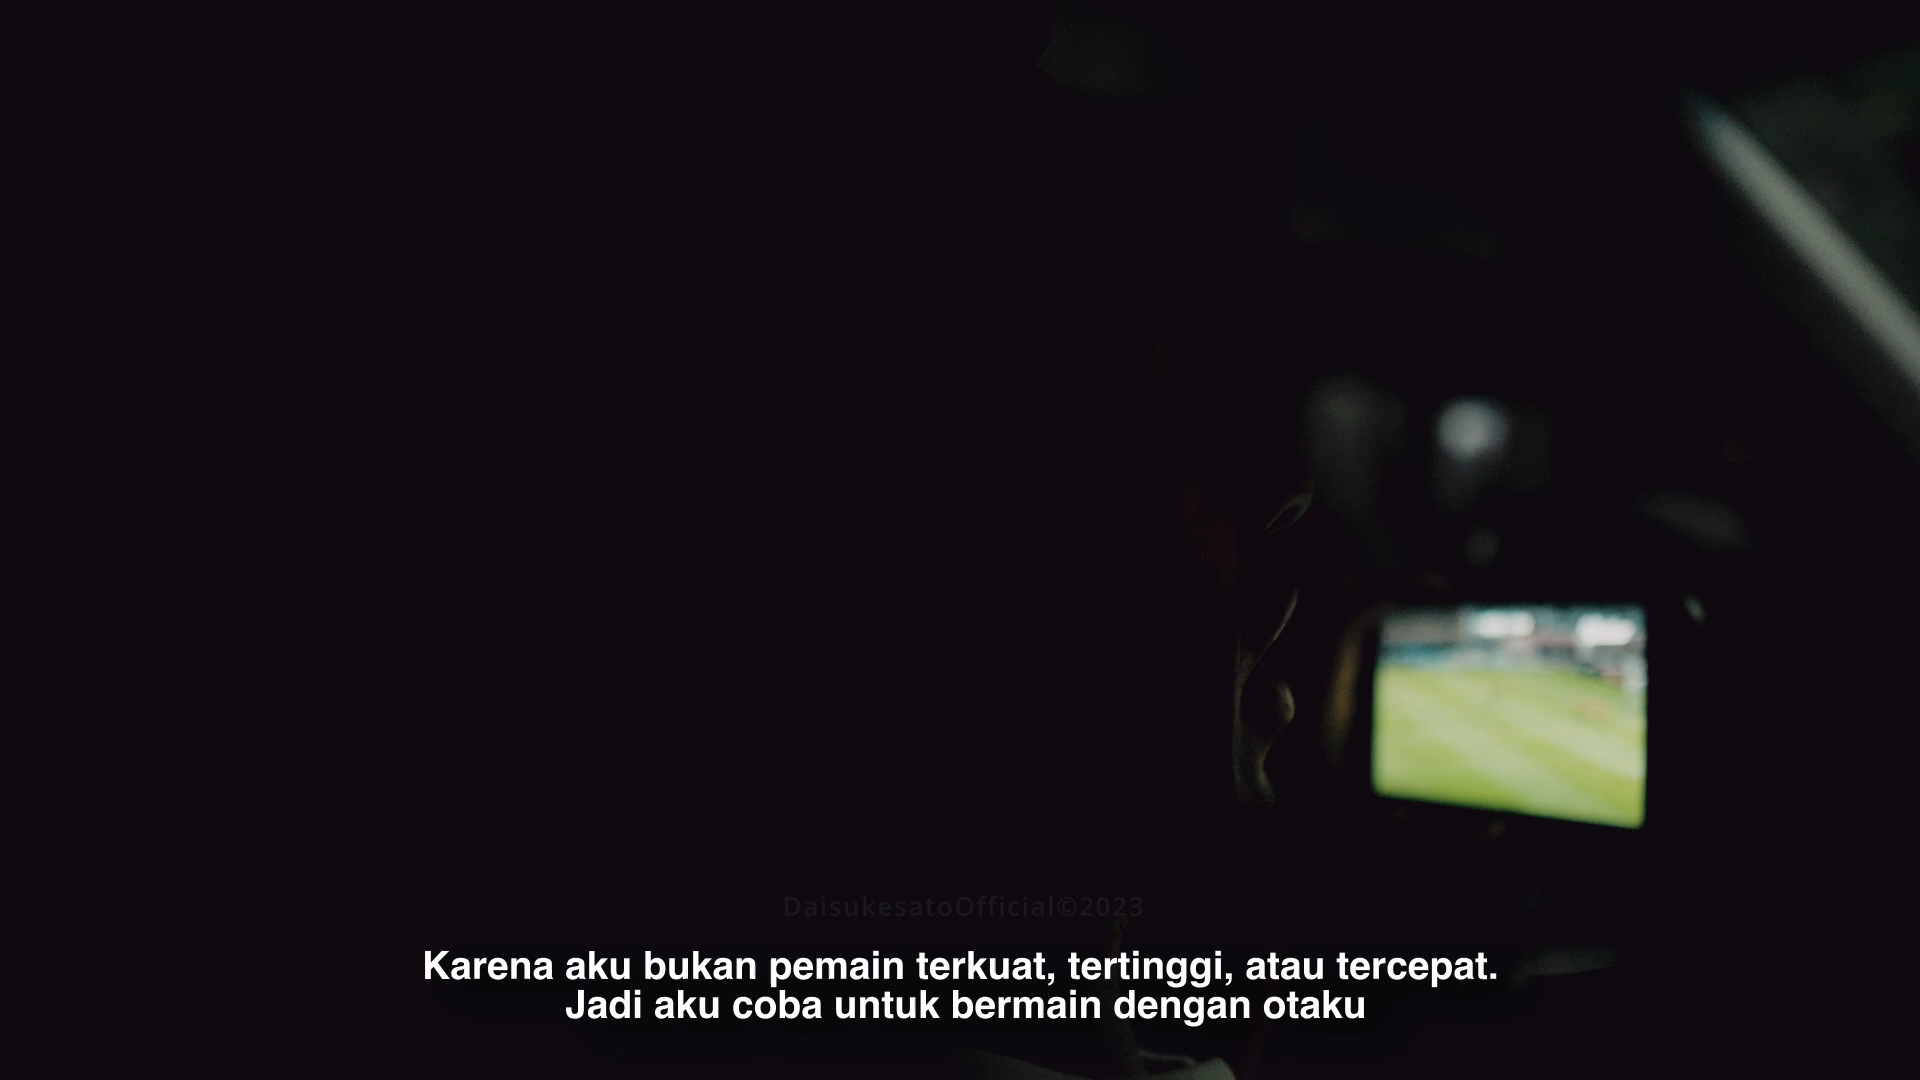 DaisukesatoOfficial©2023
Karena aku bukan pemain terkuat, tertinggi, atau tercepat.
Jadi aku coba untuk bermain dengan otaku